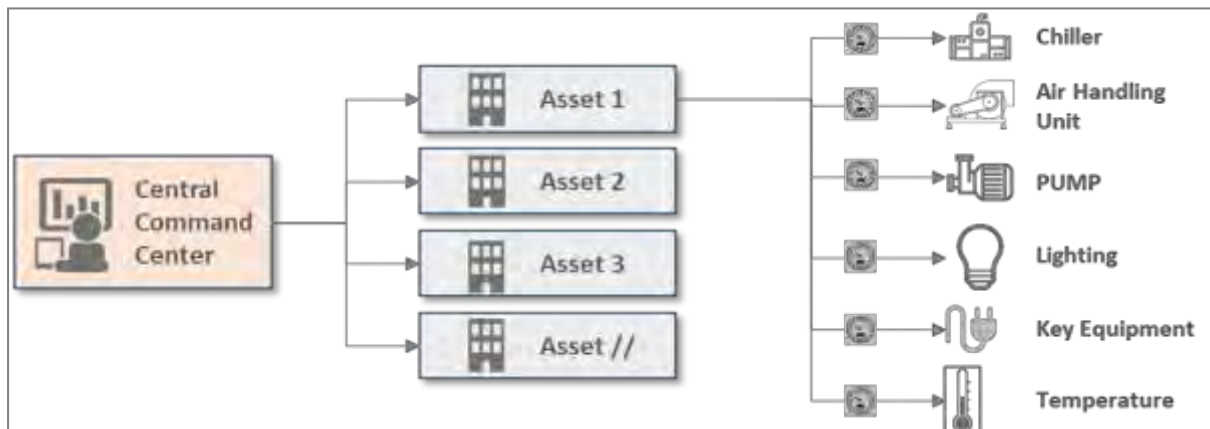 Central
Command
Center
Asset 1
Asset 2
Asset 3
Asset //
Chiller
Air Handling
Unit
PUMP
Lighting
Key Equipment
Temperature